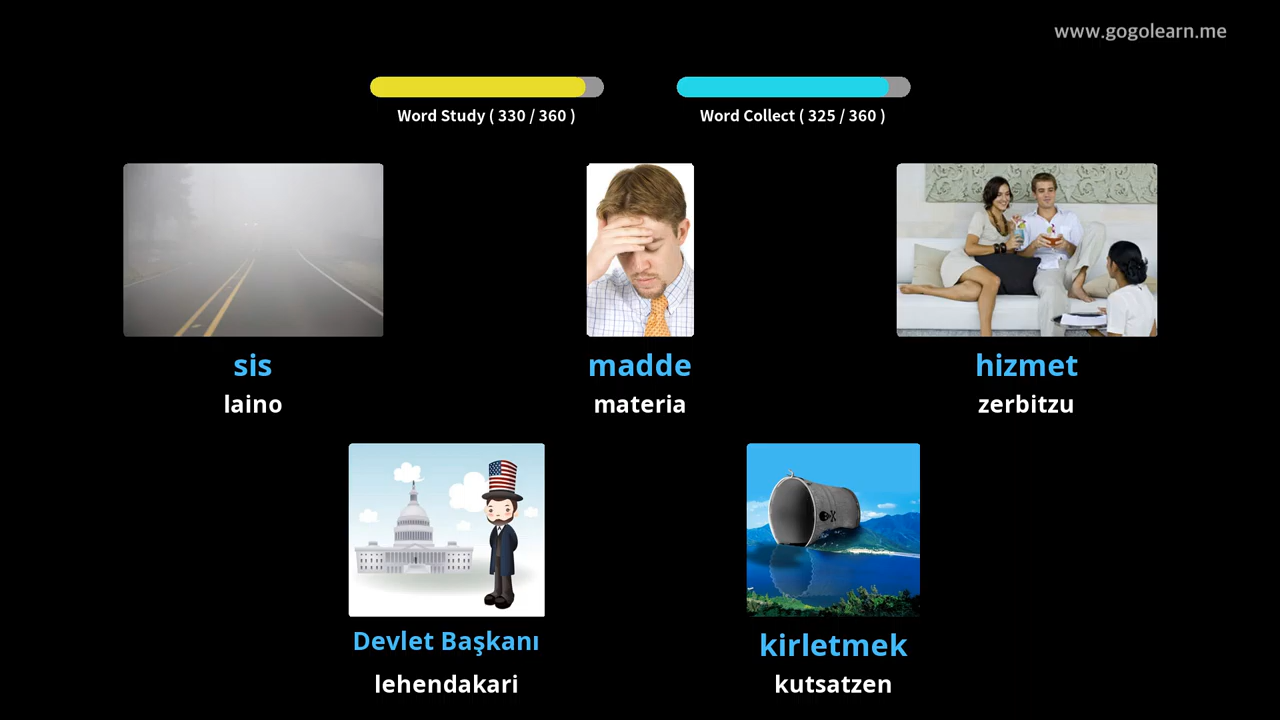 www.gogolearn.me
Word Study ( 330 / 360 )
Word Collect ( 325 / 360 )
sis
laino
madde
materia
hizmet
zerbitzu
Devlet Başkanı
lehendakari
kirletmek
kutsatzen